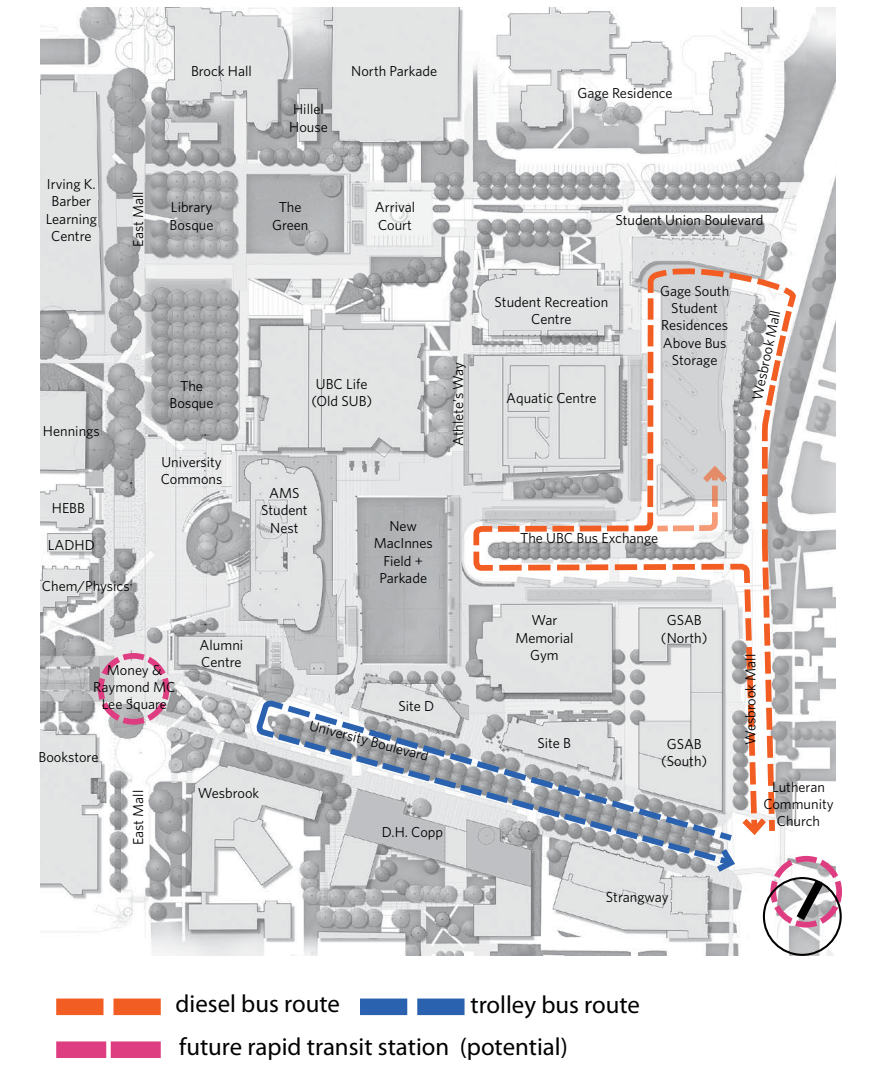 Brock Hall
North Parkade
Gage Residence
Hillel
House
Irving K.
Barber
Learning
Centre
East Mall
Library
Bosque
The
Green
Arrival
Court
Student Union Boulevard
Student Recreation
Centre
Gage South
Student
Residences
Above Bus
Storage
Wesbrook Mall
The
Bosque
UBC Life
(Old SUB)
Athlete's Way
Aquatic Centre
Hennings
University
Commons
HEBB
LADHD
Chem/Physics
AMS
Student
Nest
New
MacInnes
Field +
Parkade
The UBC Bus Exchange
War
Memorial
Gym
GSAB
(North)
Alumni
Centre
Money &
Raymond MC
Lee Square
Site D
Wesbrook Mall
University Boulevard
Site B
GSAB
(South)
Bookstore
East Mall
Wesbrook
D.H. Copp
Lutheran
Community
Church
Strangway
diesel bus route
trolley bus route
future rapid transit station (potential)